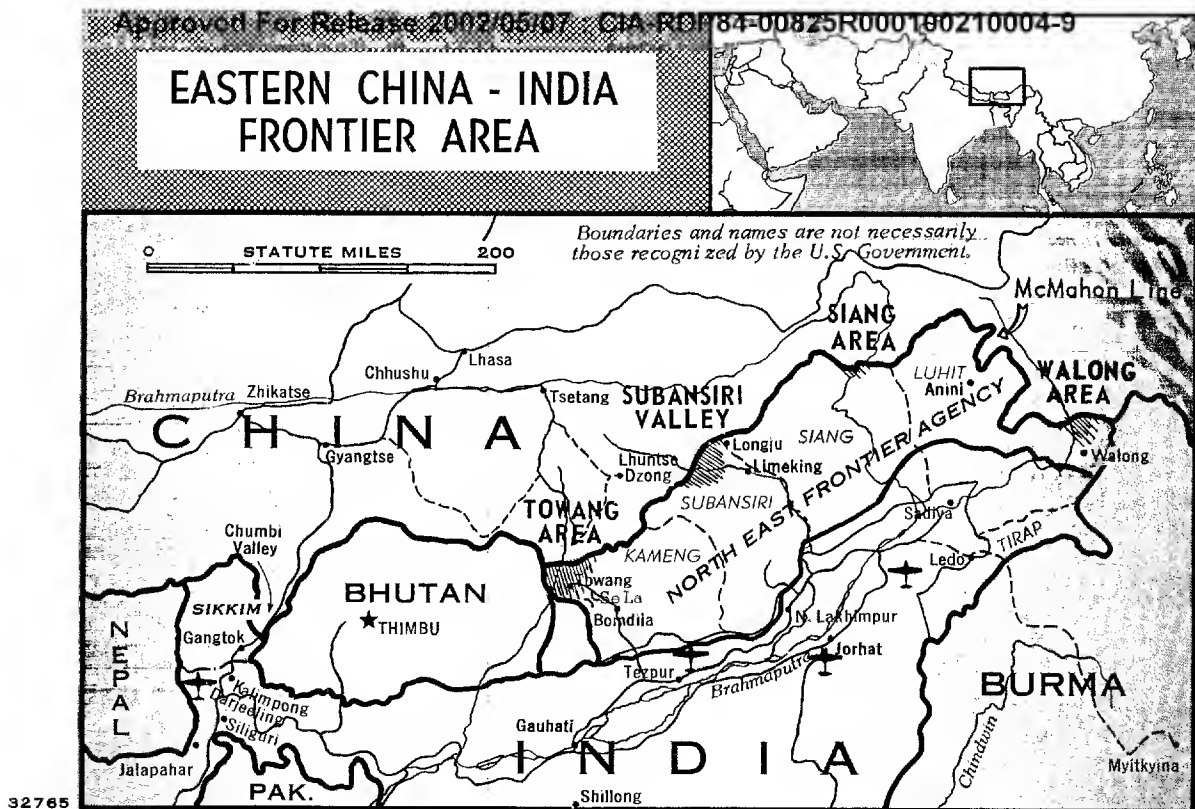 Approved For Release 2002/05/07 : CIA-RDP84-00825R000100210004-9
EASTERN CHINA - INDIA
FRONTIER AREA
0 STATUTE MILES 200
Boundaries and names are not necessarily
those recognized by the U.S. Government.
McMahon Line
SIANG
AREA
Lhasa
Chhushu
LUHIT
Anini
WALONG
AREA
Brahmaputra
Zhikatse
Tsetang
SUBANSIRI
VALLEY
CHINA
Gyangtse
Longju
SIANG
Limeking
Walong
Lhuntse
Dzong
NORTH EAST FRONTIER AGENCY
SUBANSIRI
TOWANG
AREA
Sadiya
Chumbi
Valley
KAMENG
TIRAP
Ledo
BHUTAN
Towang
Se La
SIKKIM
THIMBU
Bomdila
N. Lakhimpur
NEPAL
Gangtok
Jorhat
Tezpur
Brahmaputra
BURMA
Kalimpong
Darjeeling
Siliguri
Gauhati
INDIA
Chindwin
Jalapahar
Myitkyina
PAK.
Shillong
32765